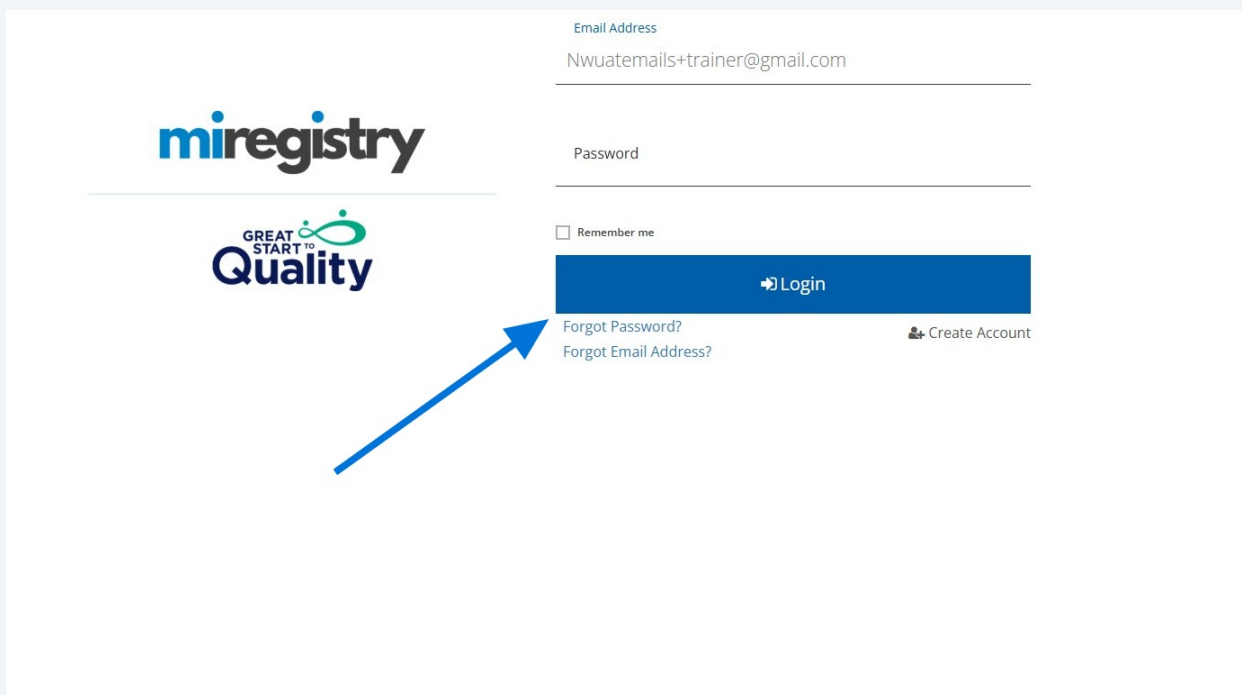 Email Address
Nwuatemails+trainer@gmail.com
miregistry
Password
GREAT
START TO™
Quality
Remember me
Login
Forgot Password?
Create Account
Forgot Email Address?